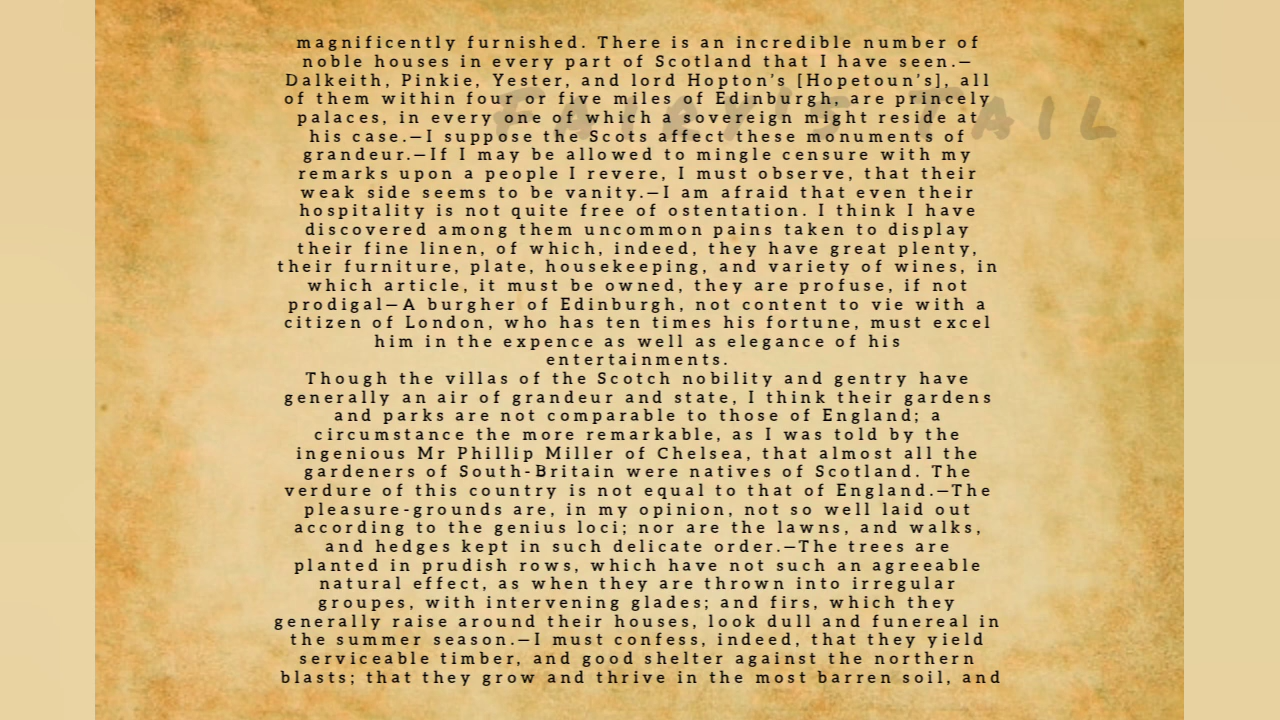 magnificently furnished. There is an incredible number of
noble houses in every part of Scotland that I have seen.—
Dalkeith, Pinkie, Yester, and lord Hopton's [Hopetoun's], all
of them within four or five miles of Edinburgh, are princely
palaces, in every one of which a sovereign might reside at
his case.—I suppose the Scots affect these monuments of
grandeur.—If I may be allowed to mingle censure with my
remarks upon a people I revere, I must observe, that their
weak side seems to be vanity.—I am afraid that even their
hospitality is not quite free of ostentation. I think I have
discovered among them uncommon pains taken to display
their fine linen, of which, indeed, they have great plenty,
their furniture, plate, housekeeping, and variety of wines, in
which article, it must be owned, they are profuse, if not
prodigal—A burgher of Edinburgh, not content to vie with a
citizen of London, who has ten times his fortune, must excel
him in the expence as well as elegance of his
entertainments.
Though the villas of the Scotch nobility and gentry have
generally an air of grandeur and state, I think their gardens
and parks are not comparable to those of England; a
circumstance the more remarkable, as I was told by the
ingenious Mr Phillip Miller of Chelsea, that almost all the
gardeners of South-Britain were natives of Scotland. The
verdure of this country is not equal to that of England.—The
pleasure-grounds are, in my opinion, not so well laid out
according to the genius loci; nor are the lawns, and walks,
and hedges kept in such delicate order.—The trees are
planted in prudish rows, which have not such an agreeable
natural effect, as when they are thrown into irregular
groupes, with intervening glades; and firs, which they
generally raise around their houses, look dull and funereal in
the summer season.—I must confess, indeed, that they yield
serviceable timber, and good shelter against the northern
blasts; that they grow and thrive in the most barren soil, and
FAIRY'S TAIL